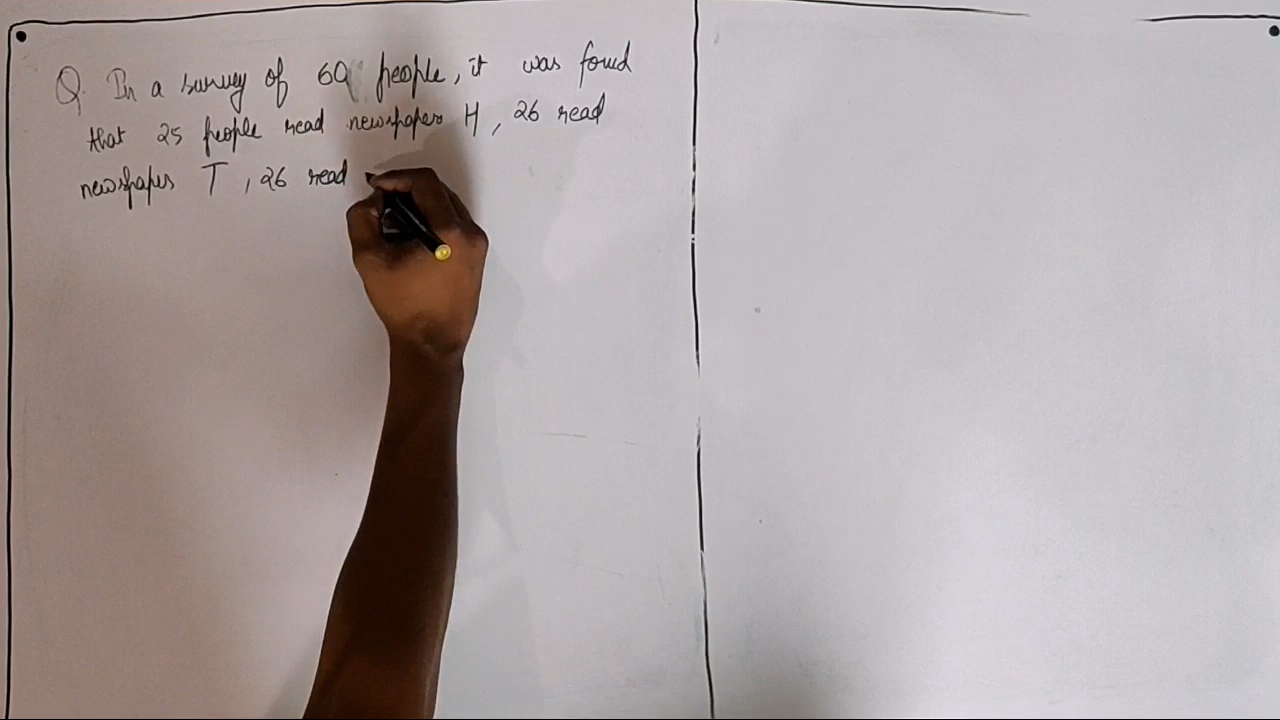 Q. In a survey of 60 people, it was found
that 25 people read newspaper H, 26 read
newspaper T, 26 read